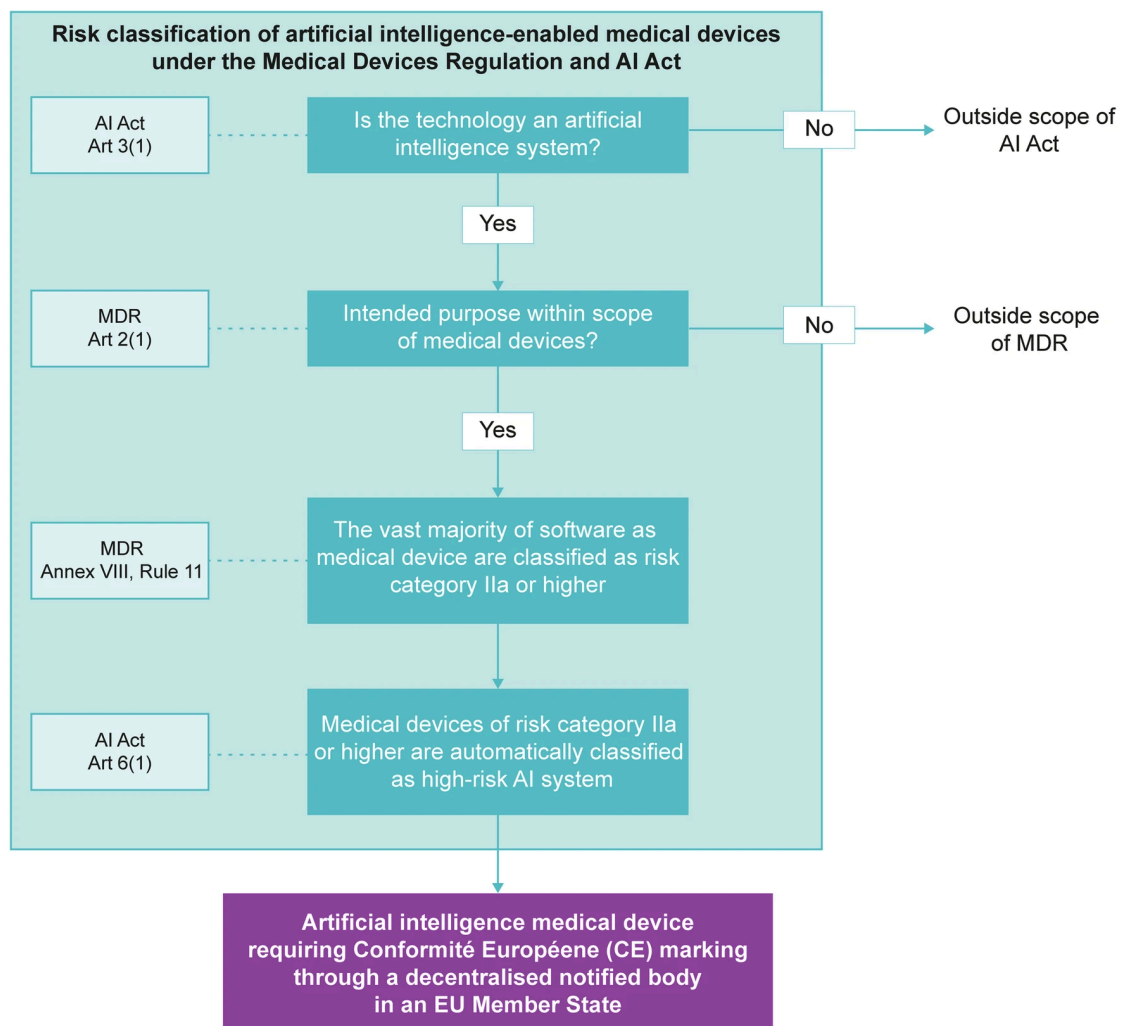 Risk classification of artificial intelligence-enabled medical devices
under the Medical Devices Regulation and AI Act
AI Act
Art 3(1)
Is the technology an artificial
intelligence system?
No
Outside scope of
AI Act
Yes
MDR
Art 2(1)
Intended purpose within scope
of medical devices?
No
Outside scope
of MDR
Yes
MDR
Annex VIII, Rule 11
The vast majority of software as
medical device are classified as risk
category IIa or higher
AI Act
Art 6(1)
Medical devices of risk category IIa
or higher are automatically classified
as high-risk AI system
Artificial intelligence medical device
requiring Conformité Européene (CE) marking
through a decentralised notified body
in an EU Member State